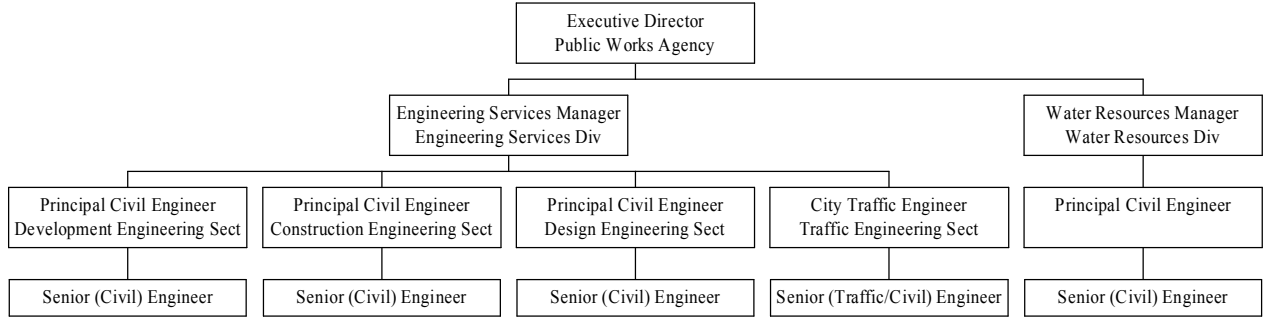 Executive Director
Public Works Agency
Engineering Services Manager
Engineering Services Div
Water Resources Manager
Water Resources Div
Principal Civil Engineer
Development Engineering Sect
Principal Civil Engineer
Construction Engineering Sect
Principal Civil Engineer
Design Engineering Sect
City Traffic Engineer
Traffic Engineering Sect
Principal Civil Engineer
Senior (Civil) Engineer
Senior (Civil) Engineer
Senior (Civil) Engineer
Senior (Traffic/Civil) Engineer
Senior (Civil) Engineer